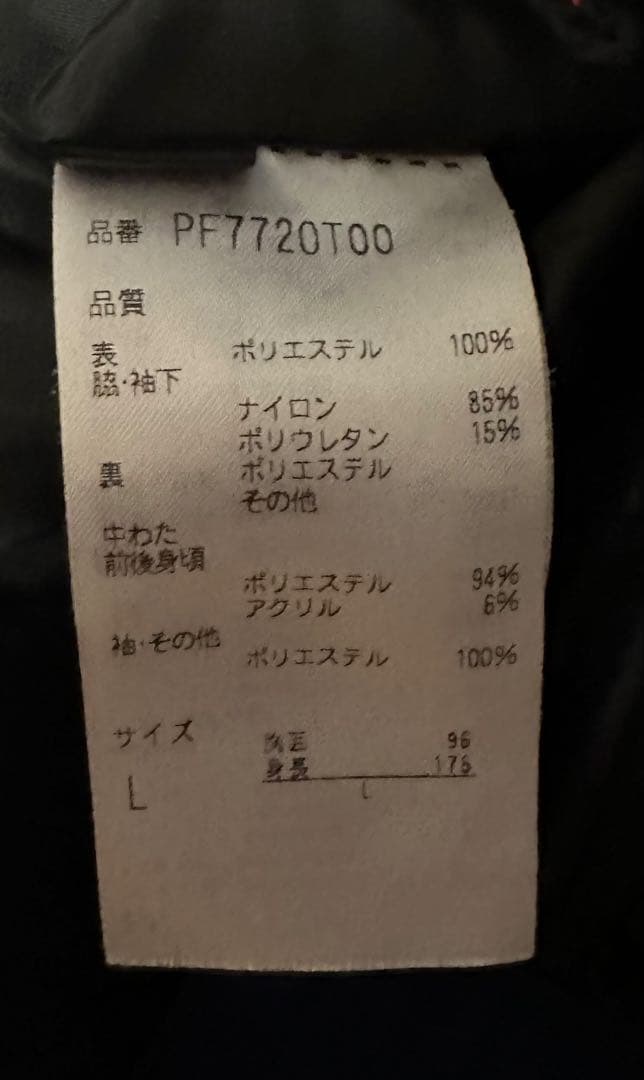 品番 PF7720T00
品質
表 ポリエステル 100%
脇・袖下
ナイロン 85%
ポリウレタン 15%
裏 ポリエステル
その他
中わた
前後身頃
ポリエステル 94%
アクリル 6%
袖・その他
ポリエステル 100%
サイズ 胸囲 96
L 身長 176
L